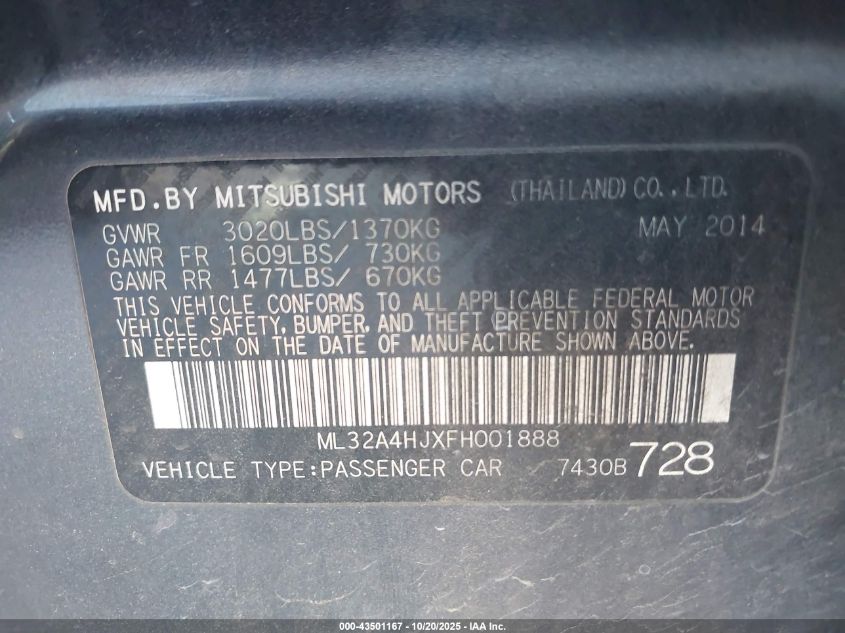 MFD.BY MITSUBISHI MOTORS (THAILAND) CO.,LTD.
GVWR 3020LBS/1370KG MAY 2014
GAWR FR 1609LBS/ 730KG
GAWR RR 1477LBS/ 670KG
THIS VEHICLE CONFORMS TO ALL APPLICABLE FEDERAL MOTOR
VEHICLE SAFETY, BUMPER, AND THEFT PREVENTION STANDARDS
IN EFFECT ON THE DATE OF MANUFACTURE SHOWN ABOVE.
ML32A4HJXFH001888
VEHICLE TYPE:PASSENGER CAR 7430B 728
000-43501167 - 10/20/2025 - IAA Inc.